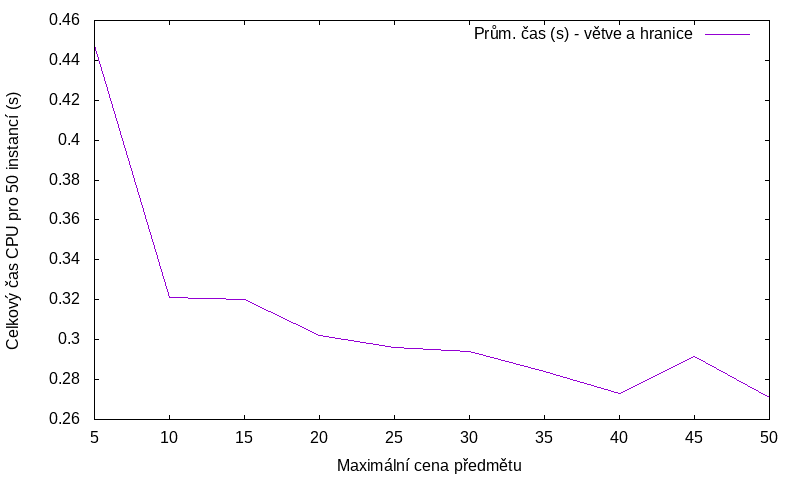 Prům. čas (s) - větve a hranice
Celkový čas CPU pro 50 instancí (s)
0.46
0.44
0.42
0.4
0.38
0.36
0.34
0.32
0.3
0.28
0.26
5 10 15 20 25 30 35 40 45 50
Maximální cena předmětu